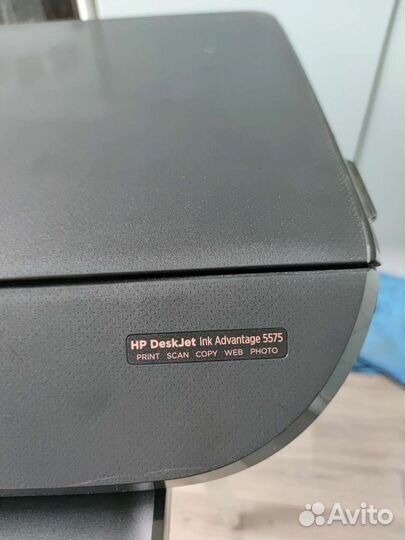 HP DeskJet Ink Advantage 5575
PRINT SCAN COPY WEB PHOTO
Avito